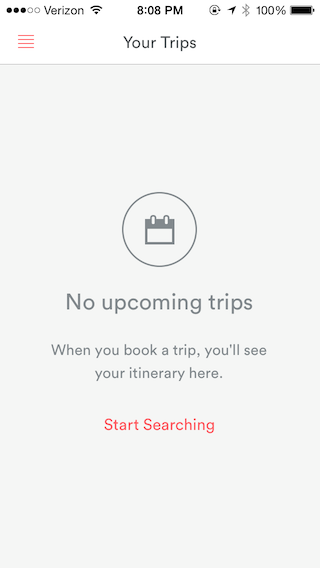 Verizon 8:08 PM 100%
Your Trips
No upcoming trips
When you book a trip, you'll see
your itinerary here.
Start Searching